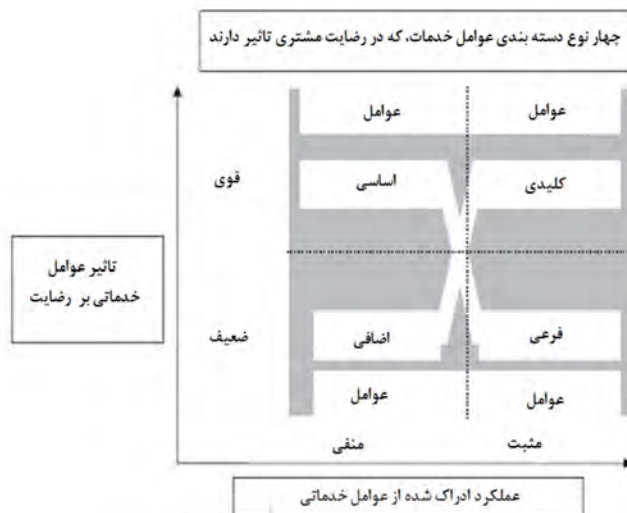 چهار نوع دسته بندی عوامل خدمات، که در رضایت مشتری تاثیر دارند
عوامل
عوامل
قوی
اساسی
کلیدی
تاثیر عوامل
خدماتی بر رضایت
ضعیف
اضافی
فرعی
عوامل
عوامل
منفی
مثبت
عملکرد ادراک شده از عوامل خدماتی